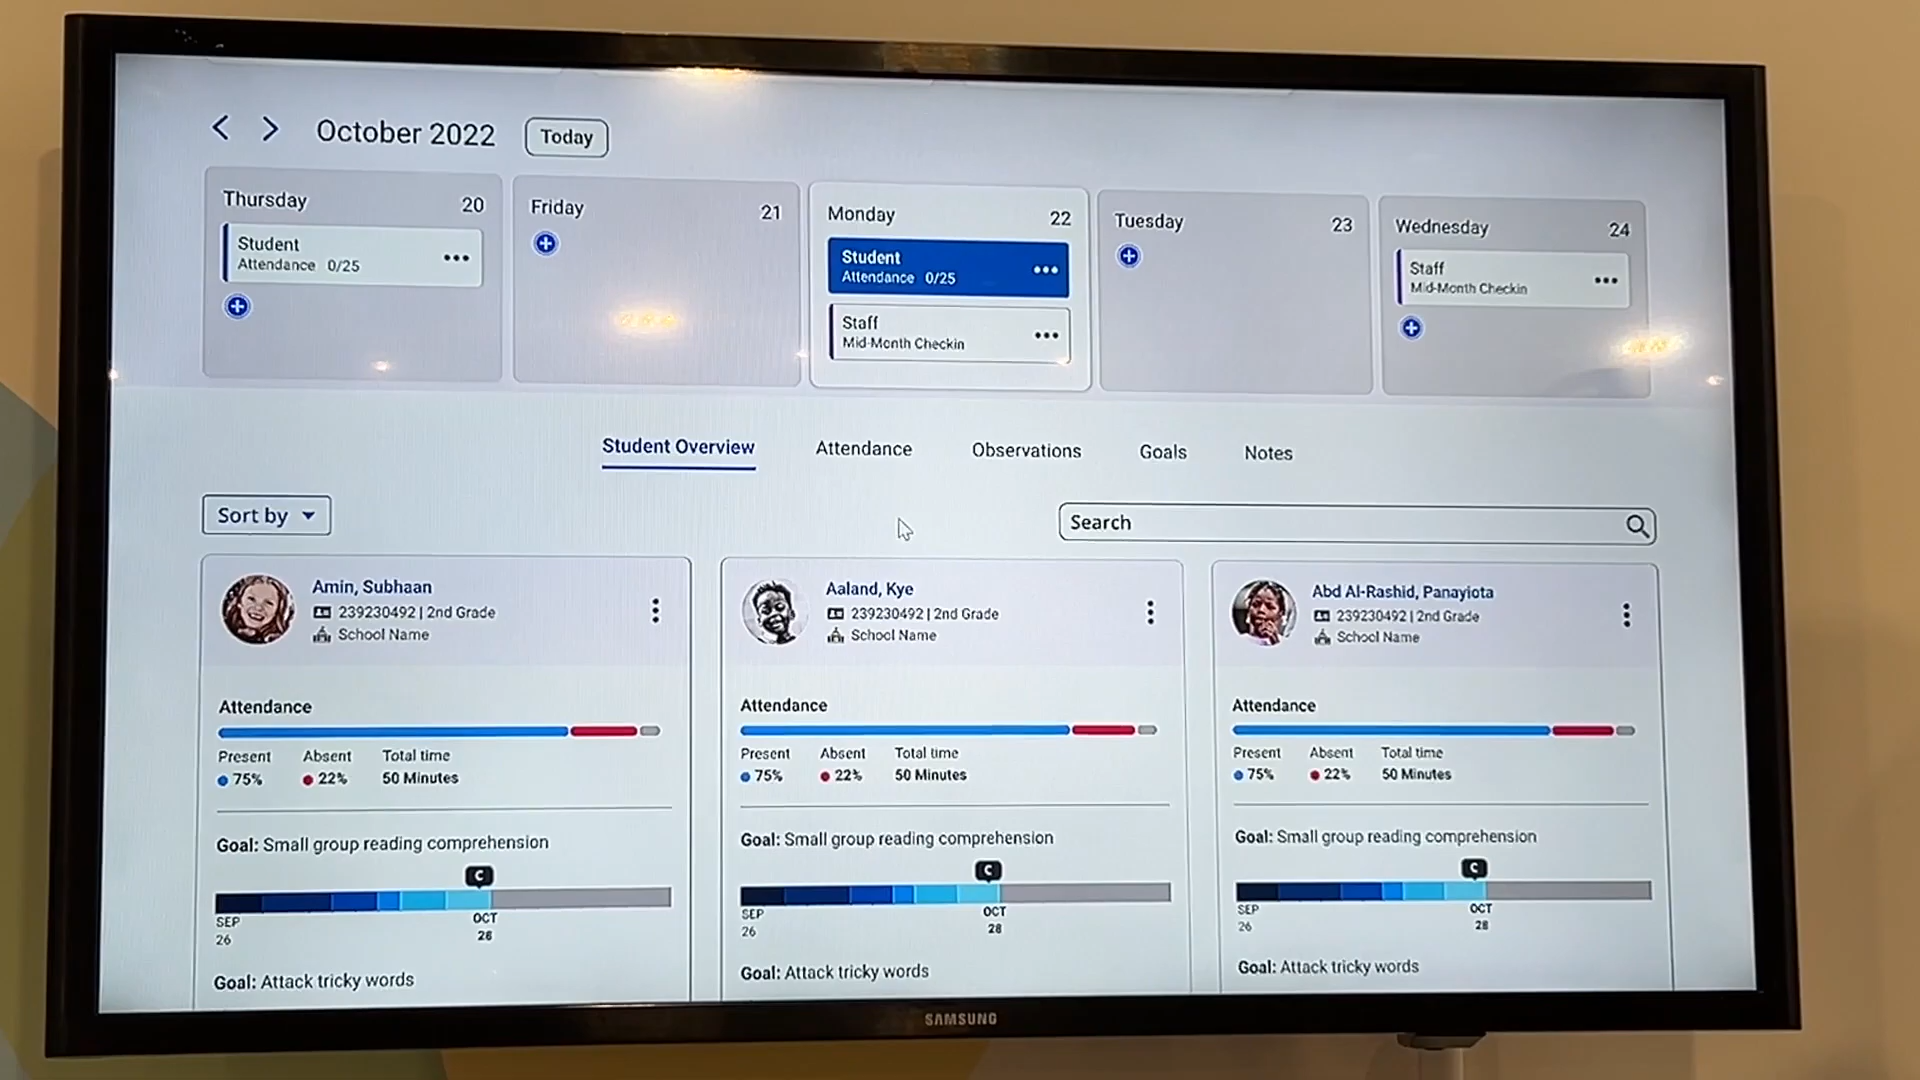 October 2022 Today
Thursday 20
Student
Attendance 0/25
Friday 21
Monday 22
Student
Attendance 0/25
Staff
Mid-Month Checkin
Tuesday 23
Wednesday 24
Staff
Mid-Month Checkin
Student Overview Attendance Observations Goals Notes
Sort by
Search
Amin, Subhaan
239230492 | 2nd Grade
School Name
Attendance
Present Absent Total time
75% 22% 50 Minutes
Goal: Small group reading comprehension
C
SEP 26
OCT 28
Goal: Attack tricky words
Aaland, Kye
239230492 | 2nd Grade
School Name
Attendance
Present Absent Total time
75% 22% 50 Minutes
Goal: Small group reading comprehension
C
SEP 26
OCT 28
Goal: Attack tricky words
Abd Al-Rashid, Panayiota
239230492 | 2nd Grade
School Name
Attendance
Present Absent Total time
75% 22% 50 Minutes
Goal: Small group reading comprehension
C
SEP 26
OCT 28
Goal: Attack tricky words
SAMSUNG